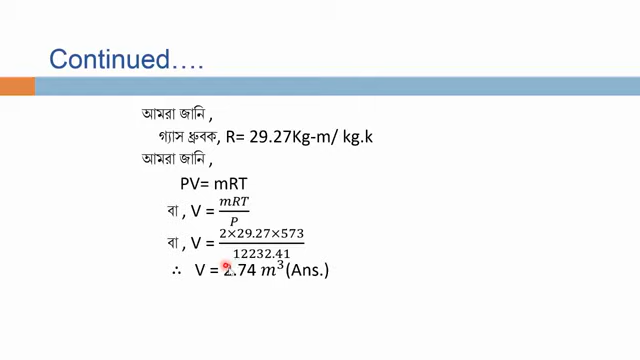 Continued….
আমরা জানি ,
গ্যাস ধ্রুবক, R= 29.27Kg-m/ kg.k
আমরা জানি ,
PV= mRT
বা , V = mRT/P
বা , V = 2×29.27×573/12232.41
∴ V = 2.74 m³(Ans.)